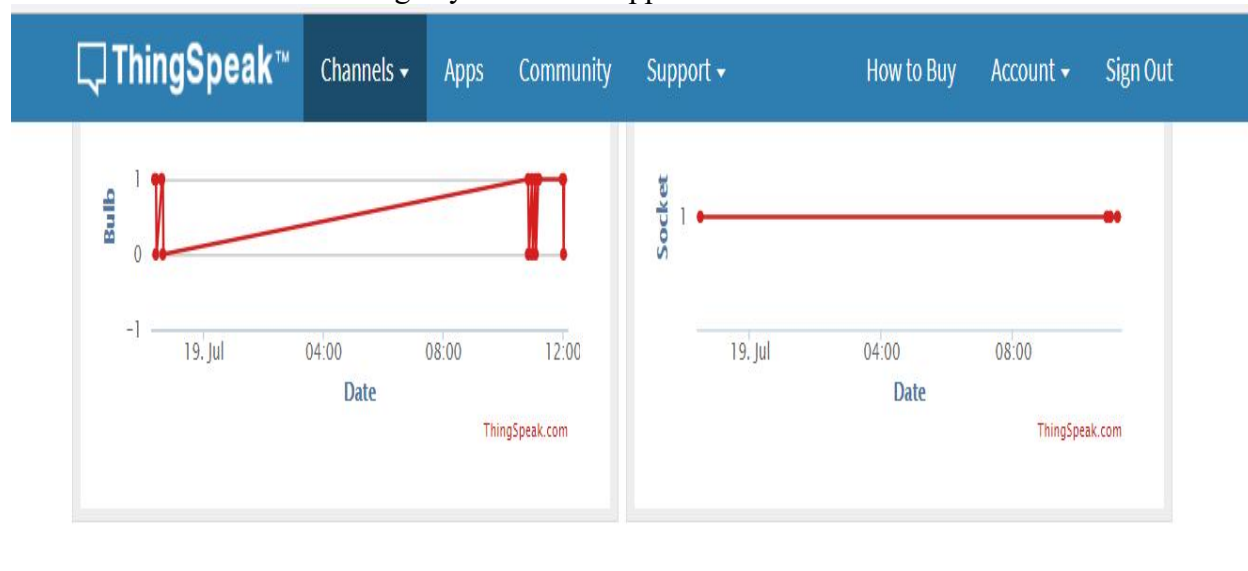 ThingSpeak™ Channels Apps Community Support How to Buy Account Sign Out
Bulb
1
0
-1
19. Jul 04:00 08:00 12:00
Date
ThingSpeak.com
Socket
1
19. Jul 04:00 08:00
Date
ThingSpeak.com